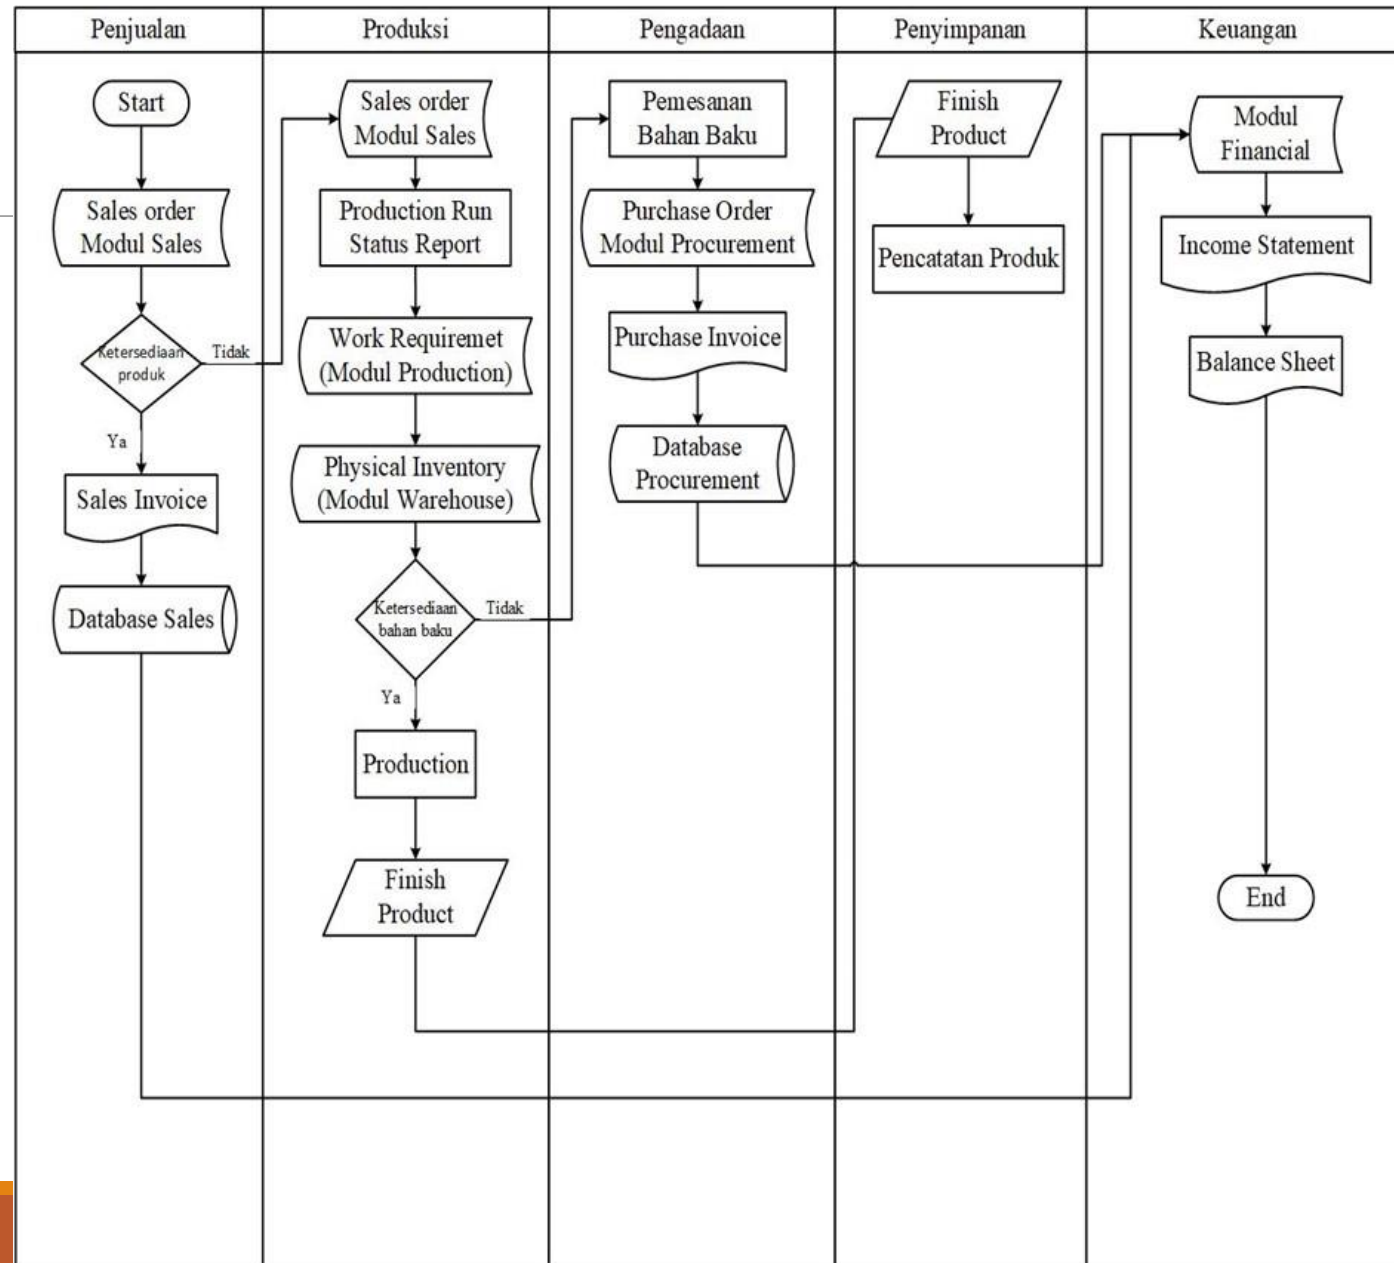 Penjualan
Produksi
Pengadaan
Penyimpanan
Keuangan
Start
Sales order
Modul Sales
Ketersediaan
produk
Tidak
Ya
Sales Invoice
Database Sales
Sales order
Modul Sales
Production Run
Status Report
Work Requiremet
(Modul Production)
Physical Inventory
(Modul Warehouse)
Ketersediaan
bahan baku
Tidak
Ya
Production
Finish
Product
Pemesanan
Bahan Baku
Purchase Order
Modul Procurement
Purchase Invoice
Database
Procurement
Finish
Product
Pencatatan Produk
Modul
Financial
Income Statement
Balance Sheet
End